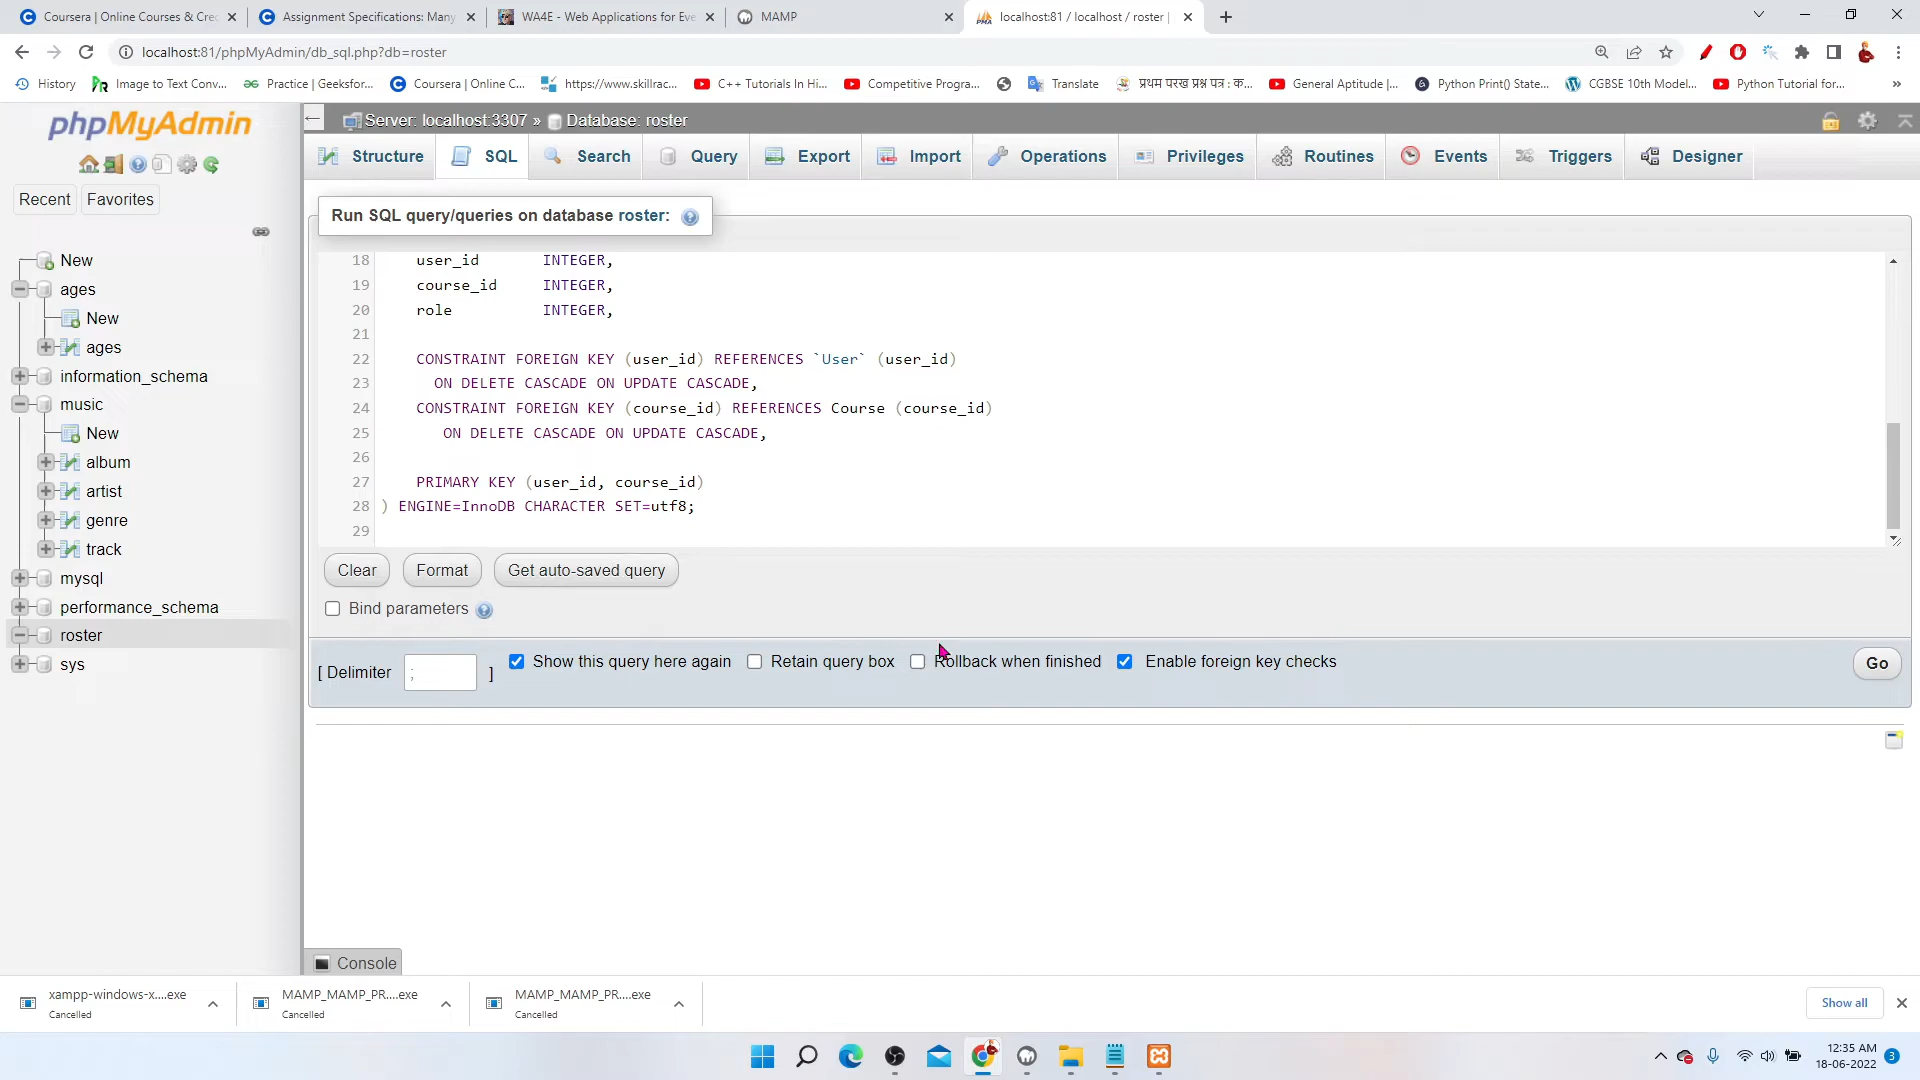 Coursera | Online Courses & Cre
Assignment Specifications: Many
WA4E - Web Applications for Eve
MAMP
localhost:81 / localhost / roster |
localhost:81/phpMyAdmin/db_sql.php?db=roster
History
Image to Text Conv...
Practice | Geeksfor...
Coursera | Online C...
https://www.skillrac...
C++ Tutorials In Hi...
Competitive Progra...
Translate
प्रथम परख प्रश्न पत्र : क...
General Aptitude |...
Python Print() State...
CGBSE 10th Model...
Python Tutorial for...
»
phpMyAdmin
Recent
Favorites
New
ages
New
ages
information_schema
music
New
album
artist
genre
track
mysql
performance_schema
roster
sys
Server: localhost:3307 » Database: roster
Structure
SQL
Search
Query
Export
Import
Operations
Privileges
Routines
Events
Triggers
Designer
Run SQL query/queries on database roster:
18 user_id INTEGER,
19 course_id INTEGER,
20 role INTEGER,
21
22 CONSTRAINT FOREIGN KEY (user_id) REFERENCES `User` (user_id)
23 ON DELETE CASCADE ON UPDATE CASCADE,
24 CONSTRAINT FOREIGN KEY (course_id) REFERENCES Course (course_id)
25 ON DELETE CASCADE ON UPDATE CASCADE,
26
27 PRIMARY KEY (user_id, course_id)
28 ) ENGINE=InnoDB CHARACTER SET=utf8;
29
Clear
Format
Get auto-saved query
Bind parameters
[ Delimiter ; ]
Show this query here again
Retain query box
Rollback when finished
Enable foreign key checks
Go
Console
xampp-windows-x....exe
Cancelled
MAMP_MAMP_PR....exe
Cancelled
MAMP_MAMP_PR....exe
Cancelled
Show all
12:35 AM
18-06-2022
3